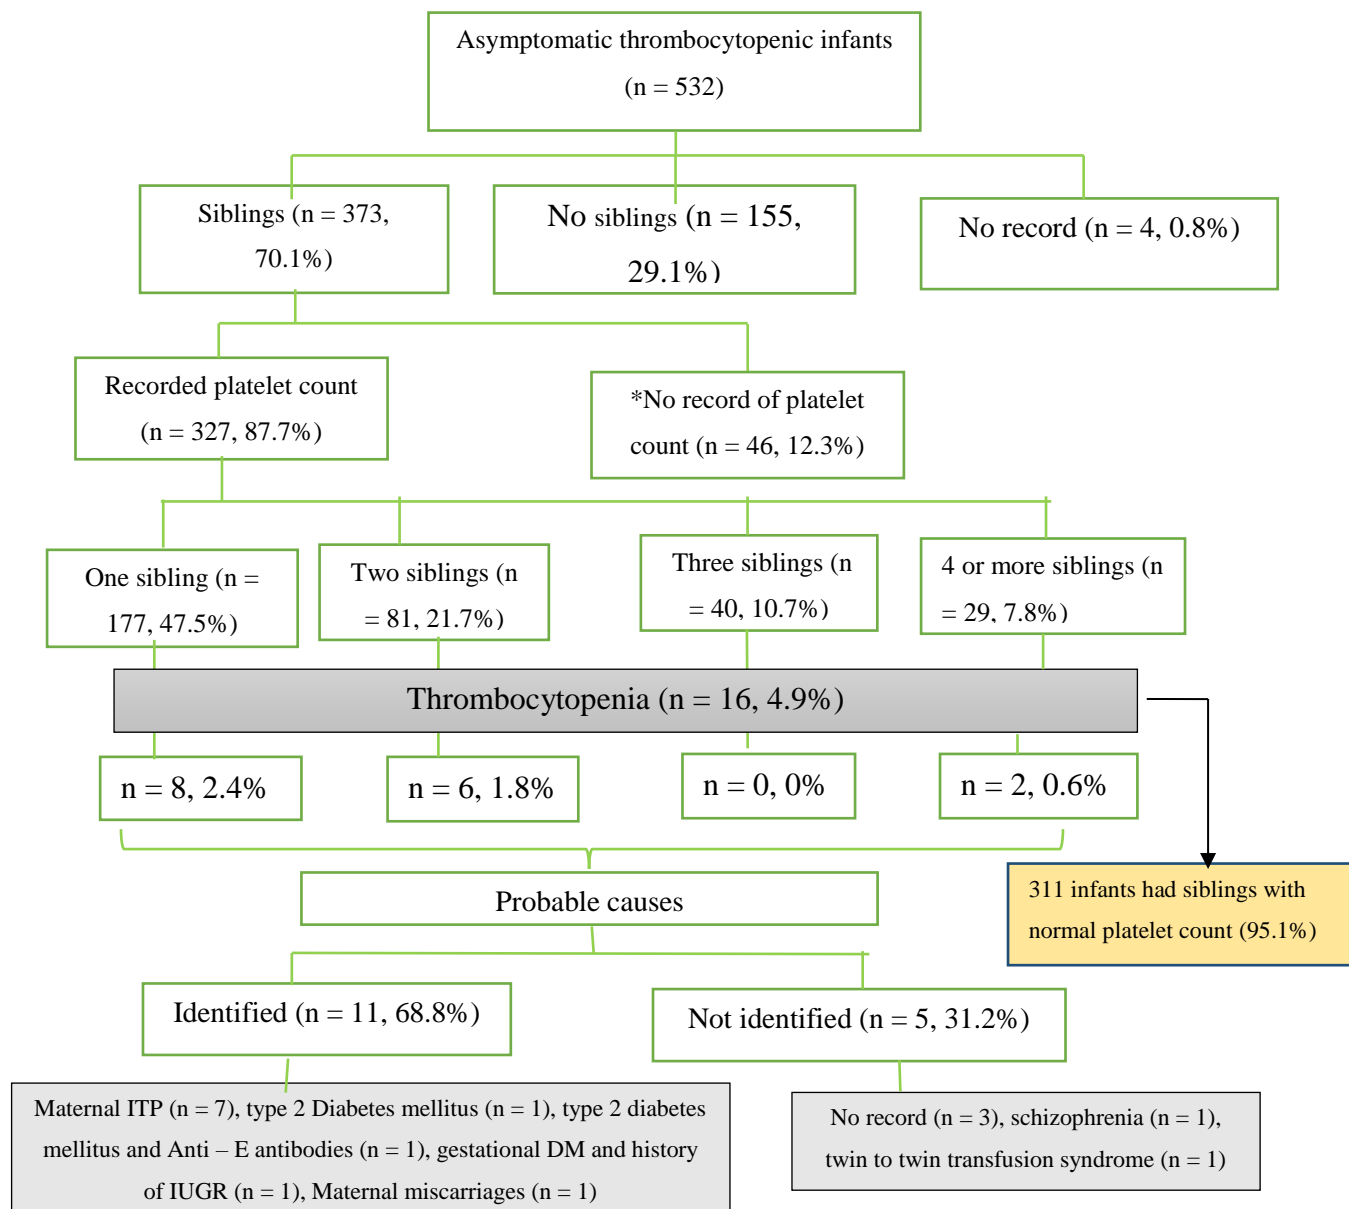 Asymptomatic thrombocytopenic infants
(n = 532)
Siblings (n = 373,
70.1%)
No siblings (n = 155,
29.1%)
No record (n = 4, 0.8%)
Recorded platelet count
(n = 327, 87.7%)
*No record of platelet
count (n = 46, 12.3%)
One sibling (n =
177, 47.5%)
Two siblings (n
= 81, 21.7%)
Three siblings (n
= 40, 10.7%)
4 or more siblings (n
= 29, 7.8%)
Thrombocytopenia (n = 16, 4.9%)
n = 8, 2.4%
n = 6, 1.8%
n = 0, 0%
n = 2, 0.6%
311 infants had siblings with
normal platelet count (95.1%)
Probable causes
Identified (n = 11, 68.8%)
Not identified (n = 5, 31.2%)
Maternal ITP (n = 7), type 2 Diabetes mellitus (n = 1), type 2 diabetes
mellitus and Anti – E antibodies (n = 1), gestational DM and history
of IUGR (n = 1), Maternal miscarriages (n = 1)
No record (n = 3), schizophrenia (n = 1),
twin to twin transfusion syndrome (n = 1)